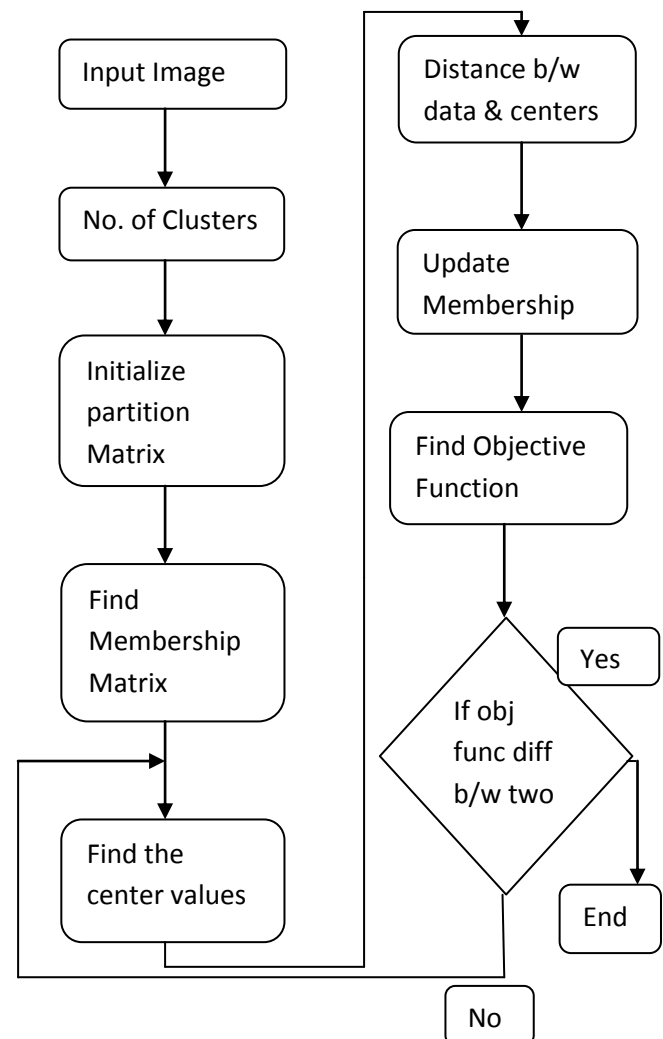 Input Image
No. of Clusters
Initialize
partition
Matrix
Find
Membership
Matrix
Find the
center values
Distance b/w
data & centers
Update
Membership
Find Objective
Function
If obj
func diff
b/w two
Yes
End
No